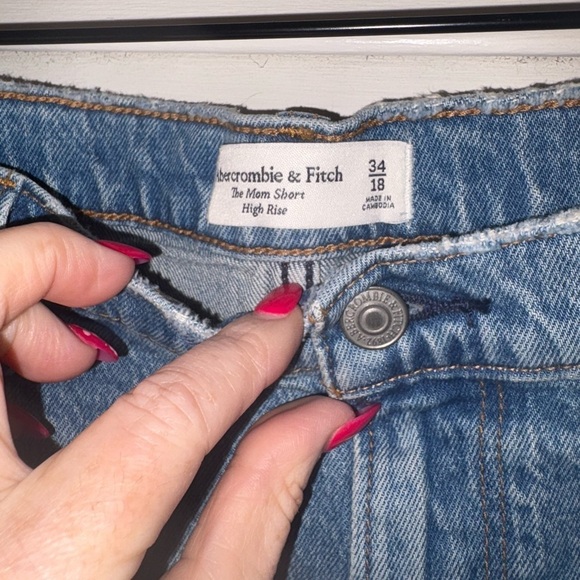 Abercrombie & Fitch
The Mom Short
High Rise
34
18
MADE IN
CAMBODIA